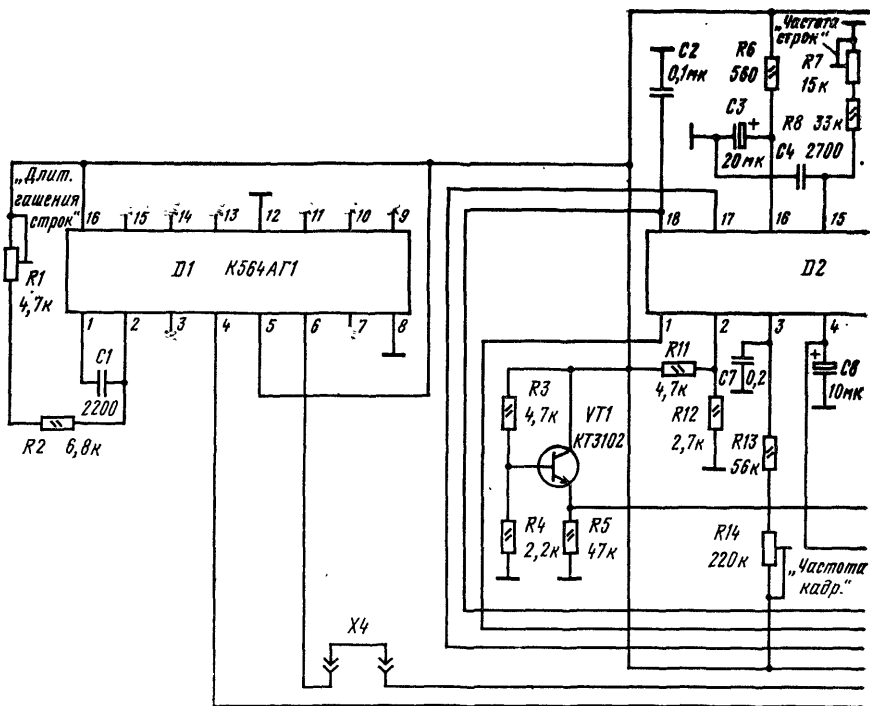 „Частота
строк"
C2
0,1мк
R6
560
R7
15к
C3
+
20мк
R8 33к
C4 2700
„Длит.
гашения
строк"
16 15 14 13 12 11 10 9
18 17 16 15
R1
4,7к
D1 К564АГ1
D2
1 2 3 4 5 6 7 8
1 2 3 4
C1
2200
R2 6,8к
R11
4,7к
C7 0,2
+
C8
10мк
R3
4,7к
VT1
КТ3102
R12
2,7к
R13
56к
R4
2,2к
R5
47к
R14
220к
„Частота
кадр."
X4